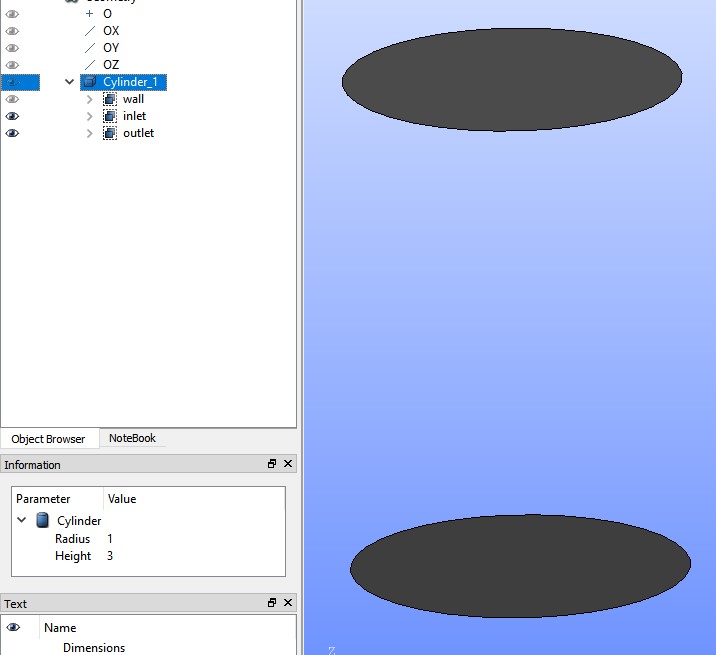 Geometry
O
OX
OY
OZ
Cylinder_1
wall
inlet
outlet
Object Browser NoteBook
Information
Parameter Value
Cylinder
Radius 1
Height 3
Text
Name
Dimensions
Z